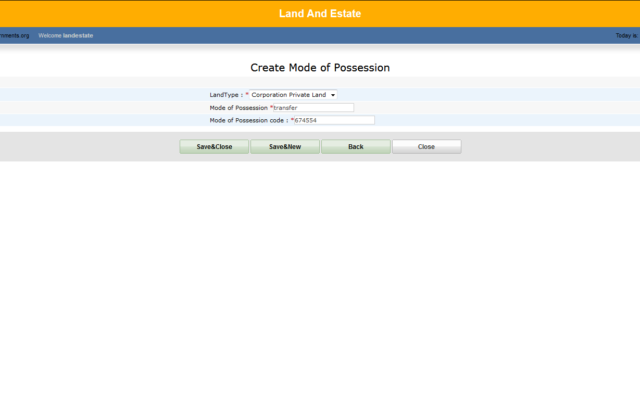 Land And Estate
rnments.org Welcome landestate Today is:
Create Mode of Possession
LandType : * Corporation Private Land
Mode of Possession *transfer
Mode of Possession code : *674554
Save&Close Save&New Back Close